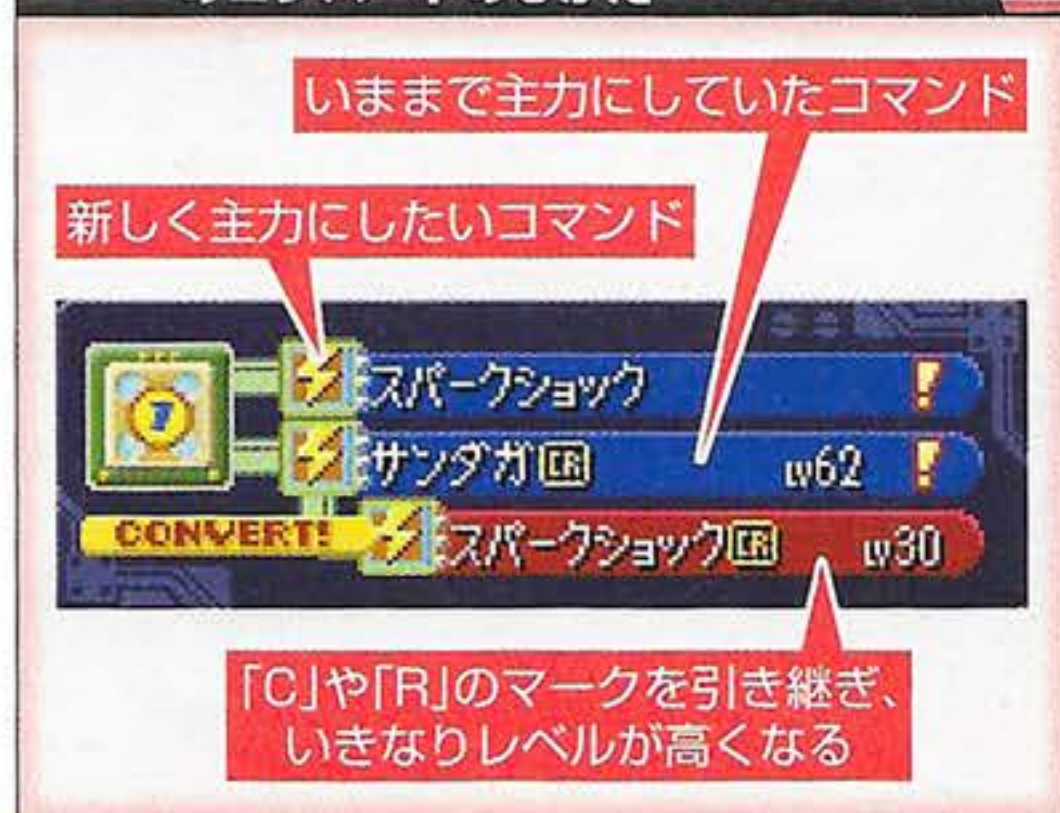 いままで主力にしていたコマンド
新しく主力にしたいコマンド
スパークショック !
サンダガ CR LV62 !
CONVERT! スパークショック CR LV30
「C」や「R」のマークを引き継ぎ、
いきなりレベルが高くなる